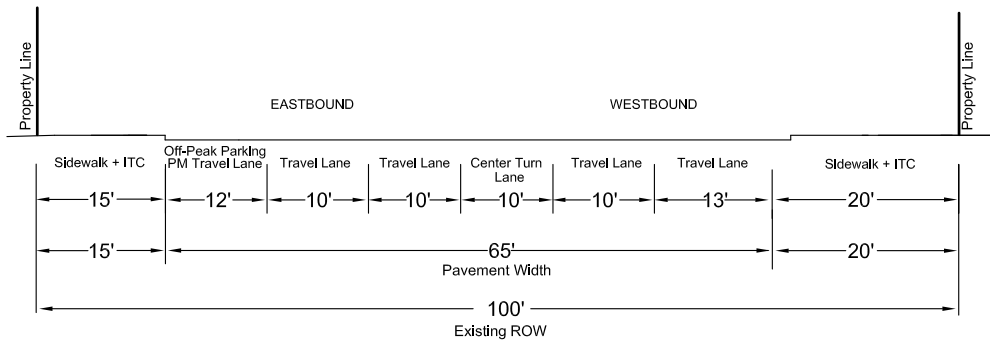 Property Line
Property Line
EASTBOUND
WESTBOUND
Sidewalk + ITC
Off-Peak Parking
PM Travel Lane
Travel Lane
Travel Lane
Center Turn
Lane
Travel Lane
Travel Lane
Sidewalk + ITC
15'
12'
10'
10'
10'
10'
13'
20'
15'
65'
20'
Pavement Width
100'
Existing ROW